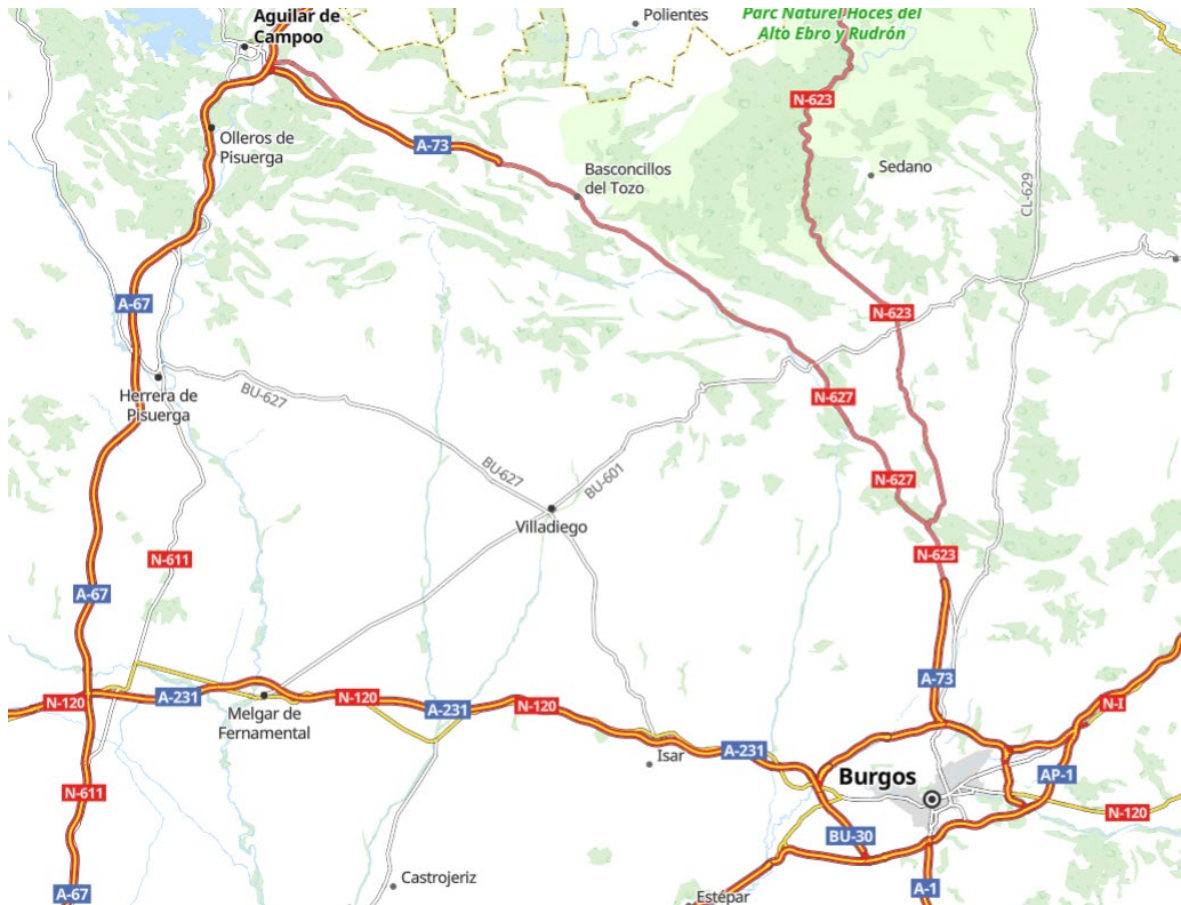 Aguilar de
Campoo
Polientes
Parc Naturel Hoces del
Alto Ebro y Rudrón
N-623
Olleros de
Pisuerga
A-73
Basconcillos
del Tozo
Sedano
CL-629
A-67
N-623
BU-627
Herrera de
Pisuerga
N-627
BU-627
BU-601
N-627
Villadiego
N-611
N-623
A-67
A-73
N-120
A-231
N-120
A-231
N-120
N-I
Melgar de
Fernamental
A-231
Isar
Burgos
AP-1
N-611
N-120
BU-30
Castrojeriz
A-67
Estépar
A-1